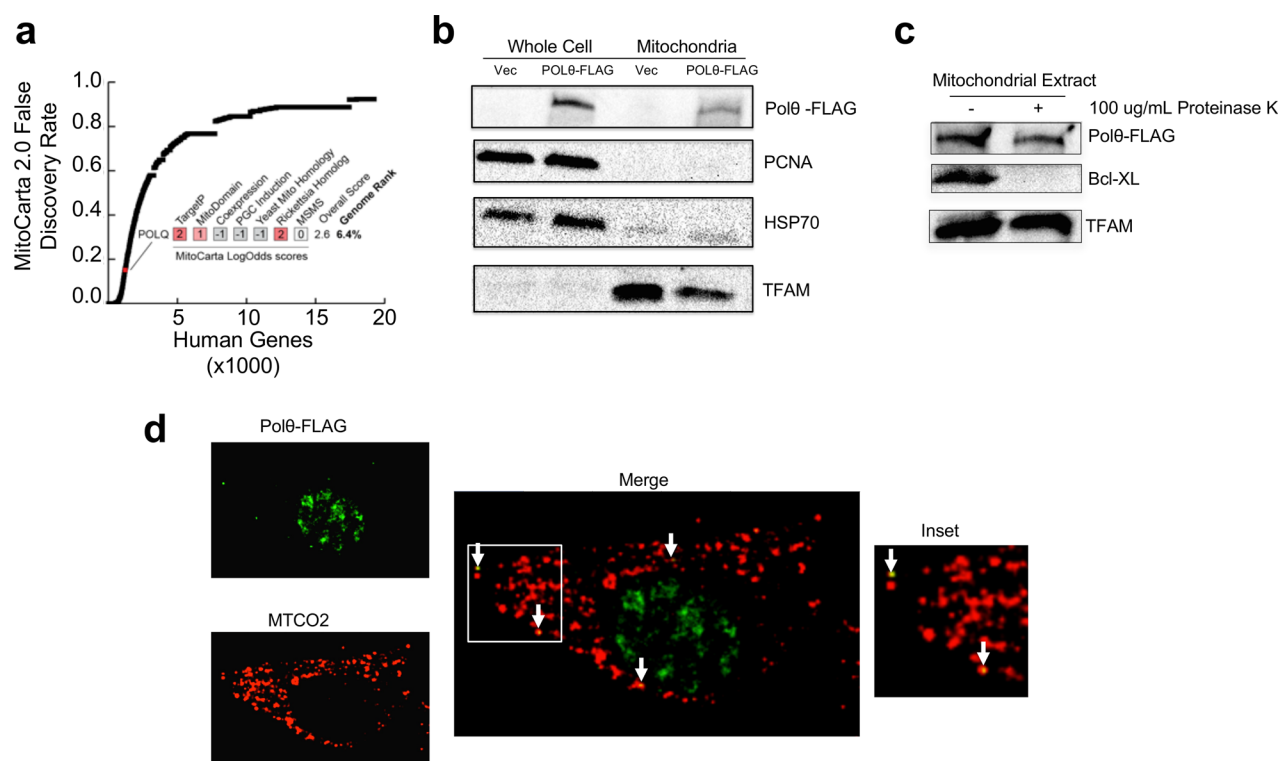 a
MitoCarta 2.0 False
Discovery Rate
1.0
0.8
0.6
0.4
0.2
0.0
5
10
15
20
Human Genes
(x1000)
TargetP
MitoDomain
Coexpression
PGC Induction
Yeast Mito Homology
Rickettsia Homolog
MSMS
Overall Score
Genome Rank
POLQ 2 1 -1 -1 -1 2 0 2.6 6.4%
MitoCarta LogOdds scores
b
Whole Cell Mitochondria
Vec POLθ-FLAG Vec POLθ-FLAG
Polθ -FLAG
PCNA
HSP70
TFAM
c
Mitochondrial Extract
- + 100 ug/mL Proteinase K
Polθ-FLAG
Bcl-XL
TFAM
d
Polθ-FLAG
MTCO2
Merge
Inset